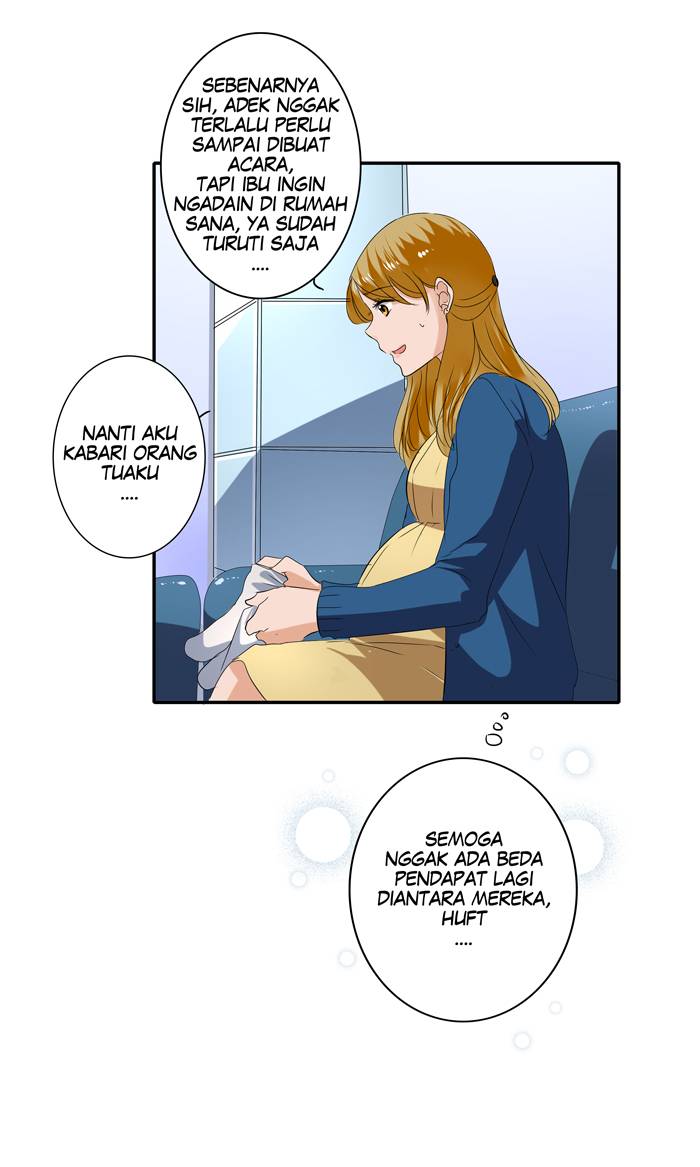 SEBENARNYA
SIH, ADEK NGGAK
TERLALU PERLU
SAMPAI DIBUAT
ACARA,
TAPI IBU INGIN
NGADAIN DI RUMAH
SANA, YA SUDAH
TURUTI SAJA
....
NANTI AKU
KABARI ORANG
TUAKU
....
SEMOGA
NGGAK ADA BEDA
PENDAPAT LAGI
DIANTARA MEREKA,
HUFT
....